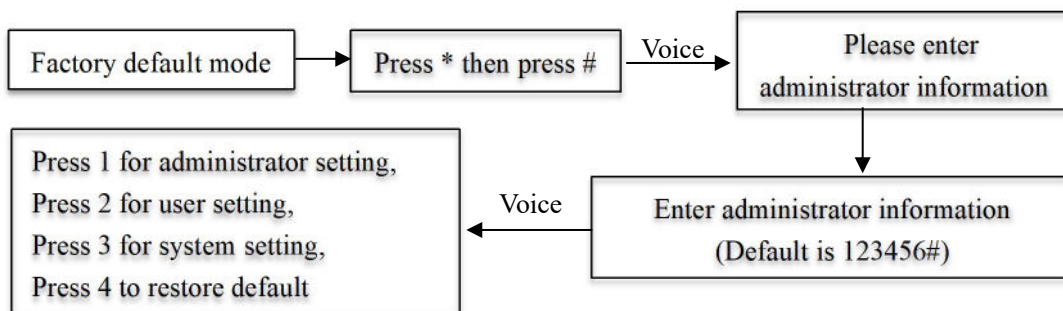 Factory default mode
Press * then press #
Voice
Please enter
administrator information
Enter administrator information
(Default is 123456#)
Voice
Press 1 for administrator setting,
Press 2 for user setting,
Press 3 for system setting,
Press 4 to restore default